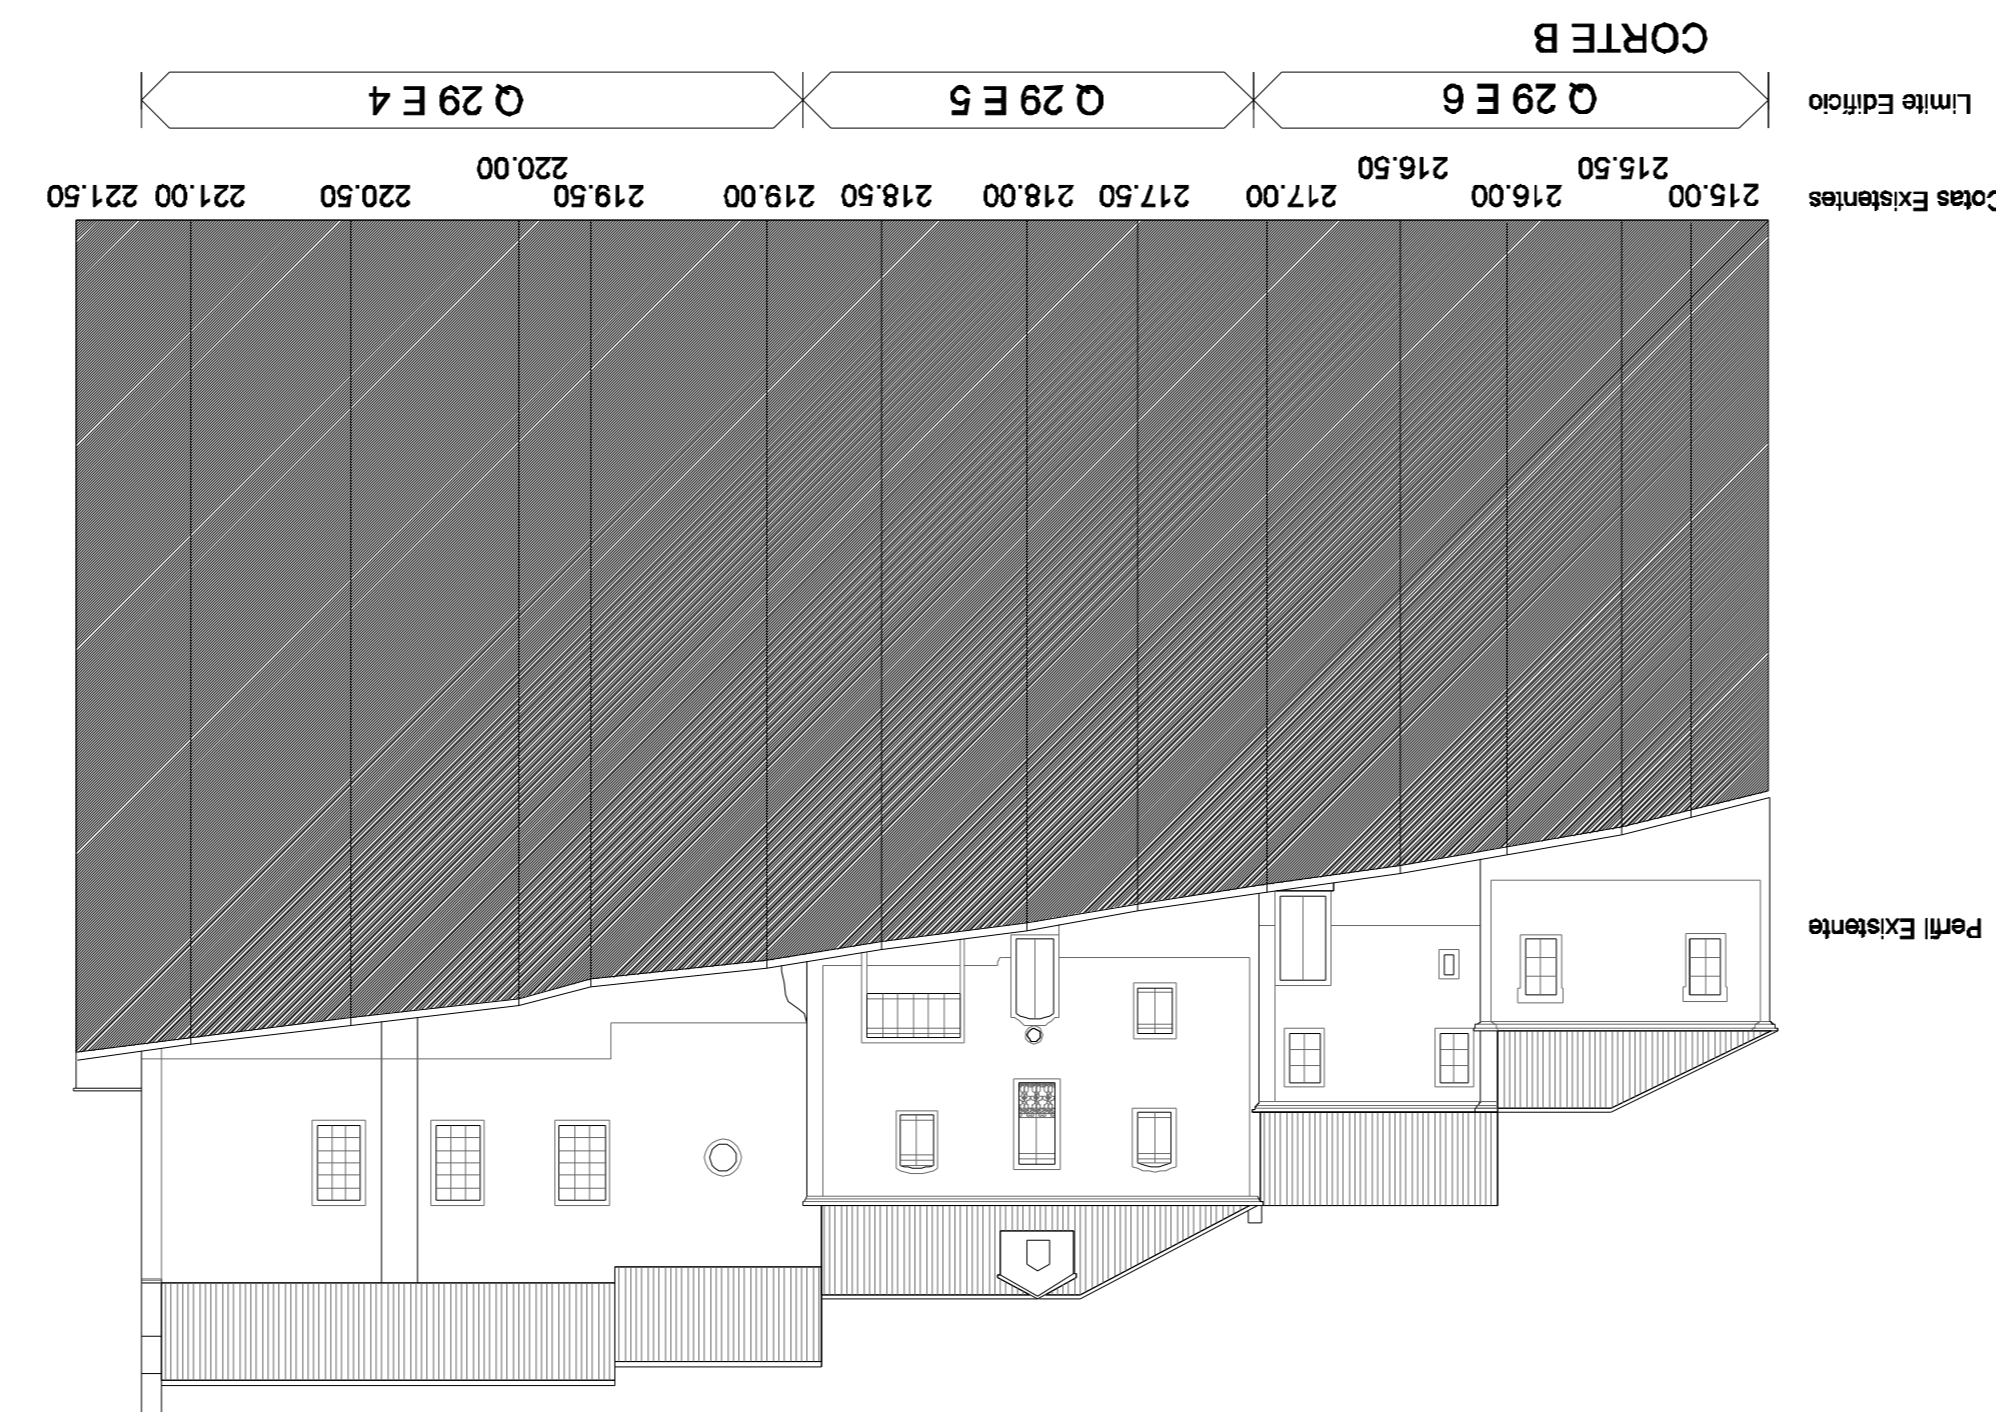 Perfil Existente
Cotas Existentes 215.00 216.00 217.00 217.50 218.00 218.50 219.00 219.50 220.50 221.00 221.50
215.50 216.50 220.00
Limite Edifício Q 29 E 6 Q 29 E 5 Q 29 E 4
CORTE B